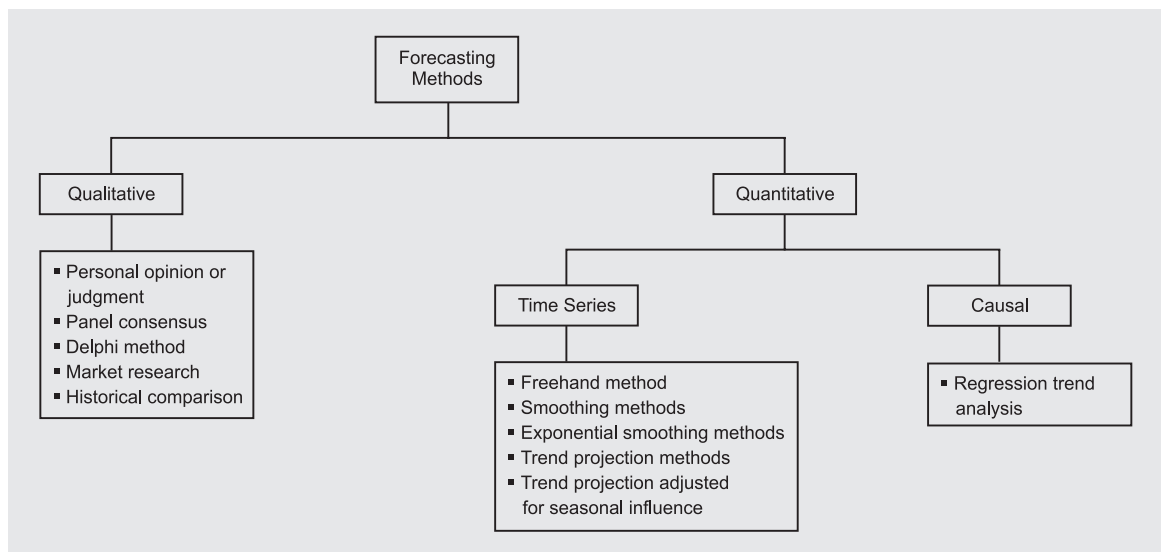 Forecasting
Methods
Qualitative
Quantitative
▪ Personal opinion or
judgment
▪ Panel consensus
▪ Delphi method
▪ Market research
▪ Historical comparison
Time Series
Causal
▪ Freehand method
▪ Smoothing methods
▪ Exponential smoothing methods
▪ Trend projection methods
▪ Trend projection adjusted
for seasonal influence
▪ Regression trend
analysis